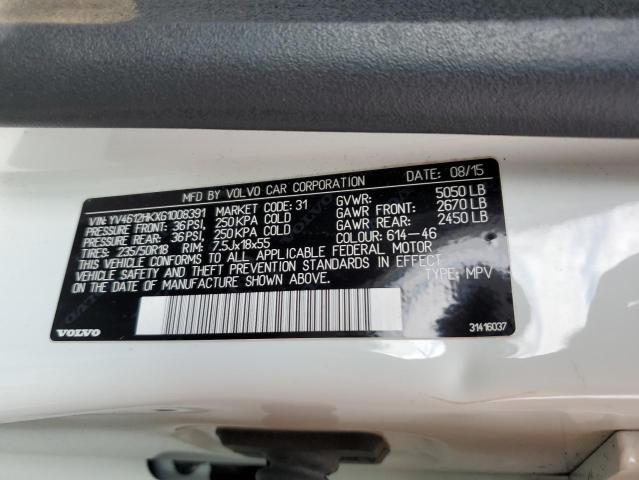 MFD BY VOLVO CAR CORPORATION DATE: 08/15
VIN: YV4612HKXG1008391 MARKET CODE: 31 GVWR: 5050 LB
PRESSURE FRONT: 36PSI, 250KPA COLD GAWR FRONT: 2670 LB
PRESSURE REAR: 36PSI, 250 KPA COLD GAWR REAR: 2450 LB
TIRES: 235/50R18 RIM: 7.5Jx18x55 COLOUR: 614-46
THIS VEHICLE CONFORMS TO ALL APPLICABLE FEDERAL MOTOR
VEHICLE SAFETY AND THEFT PREVENTION STANDARDS IN EFFECT
ON THE DATE OF MANUFACTURE SHOWN ABOVE. TYPE: MPV
VOLVO 31416037